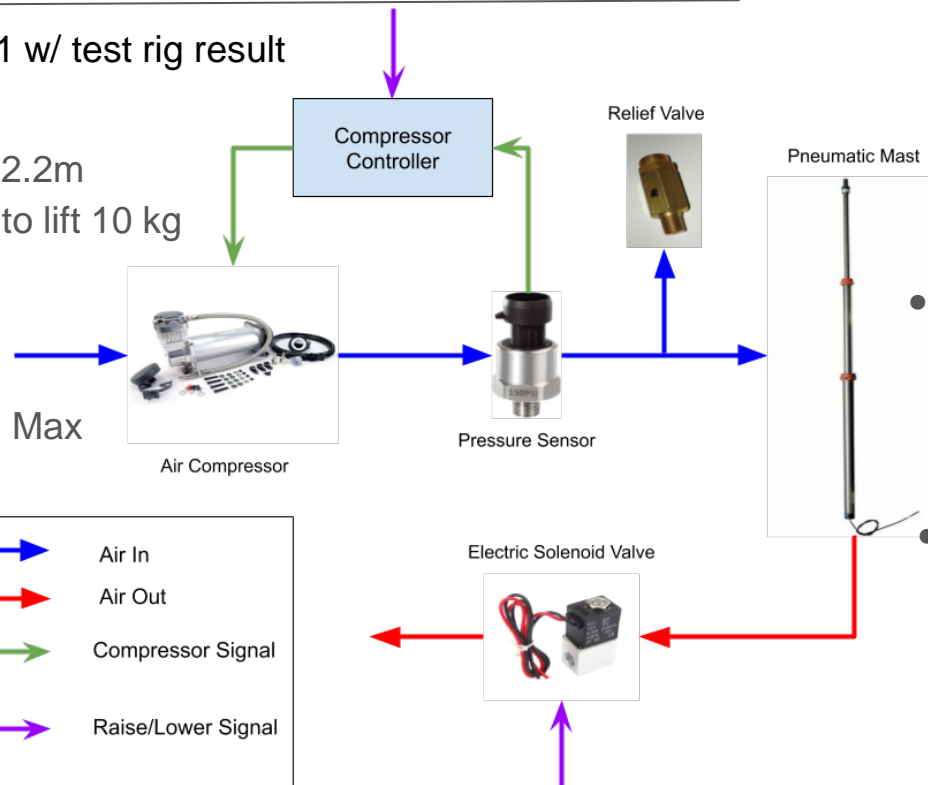 1 w/ test rig result
Compressor
Controller
Relief Valve
2.2m
to lift 10 kg
Pneumatic Mast
150PSI
Max
Pressure Sensor
Air Compressor
Air In
Electric Solenoid Valve
Air Out
Compressor Signal
Raise/Lower Signal